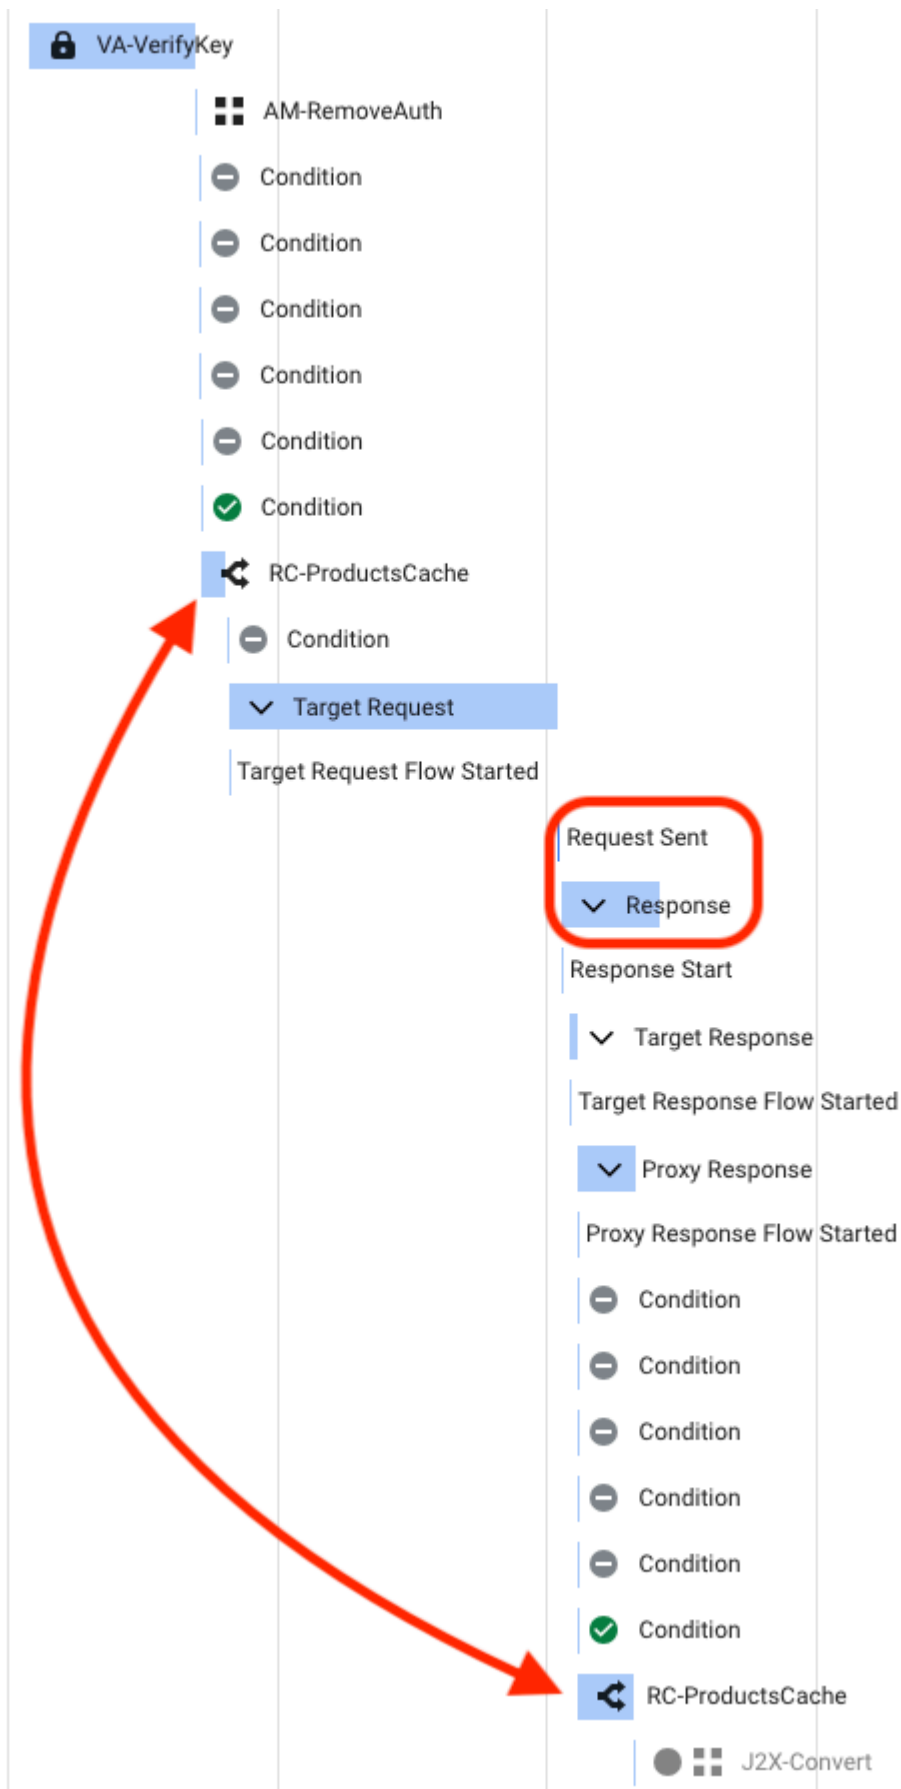 VA-VerifyKey
AM-RemoveAuth
Condition
Condition
Condition
Condition
Condition
Condition
RC-ProductsCache
Condition
Target Request
Target Request Flow Started
Request Sent
Response
Response Start
Target Response
Target Response Flow Started
Proxy Response
Proxy Response Flow Started
Condition
Condition
Condition
Condition
Condition
Condition
RC-ProductsCache
J2X-Convert